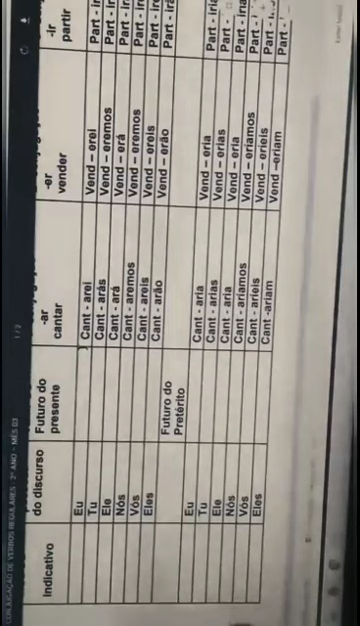 CONJUGAÇÃO DE VERBOS REGULARES - 2º ANO - MÊS 03 1 / 2
Indicativo do discurso Futuro do presente -ar cantar -er vender -ir partir
Eu Cant - arei Vend – erei
Tu Cant - arás Vend – eremos
Ele Cant - ará Vend – erá
Nós Cant - aremos Vend – eremos
Vós Cant - areis Vend – ereis
Eles Cant - arão Vend – erão
Futuro do Pretérito
Eu Cant - aria Vend – eria
Tu Cant - arias Vend – erias
Ele Cant - aria Vend – eria
Nós Cant - aríamos Vend – eríamos
Vós Cant - aríeis Vend – eríeis
Eles Cant -ariam Vend –eriam